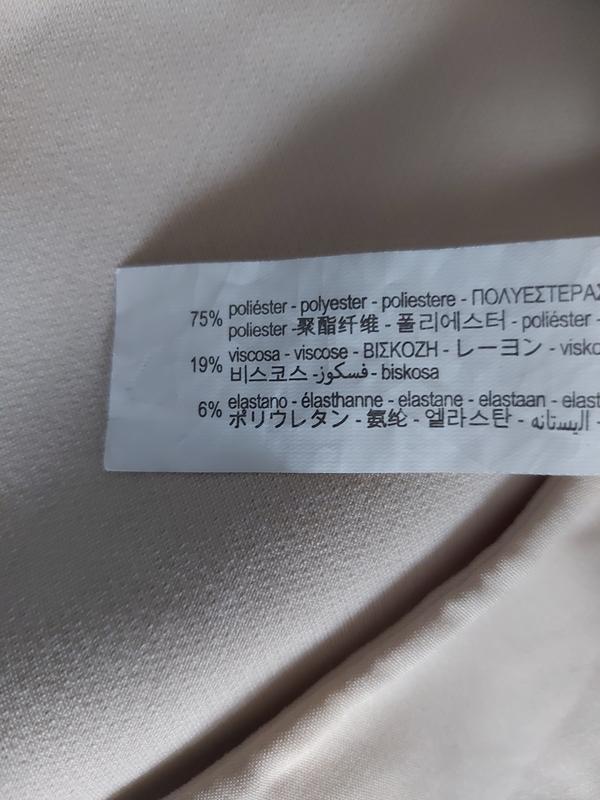 75% poliéster - polyester - poliestere - ΠΟΛΥΕΣΤΕΡΑΣ
poliester -聚酯纤维 - 폴리에스터 - poliéster -
19% viscosa - viscose - ΒΙΣΚΟΖΗ - レーヨン - visko
비스코스 -فسكوز - biskosa
6% elastano - élasthanne - elastane - elastaan - elast
ポリウレタン - 氨纶 - 엘라스탄 - اليستانه -